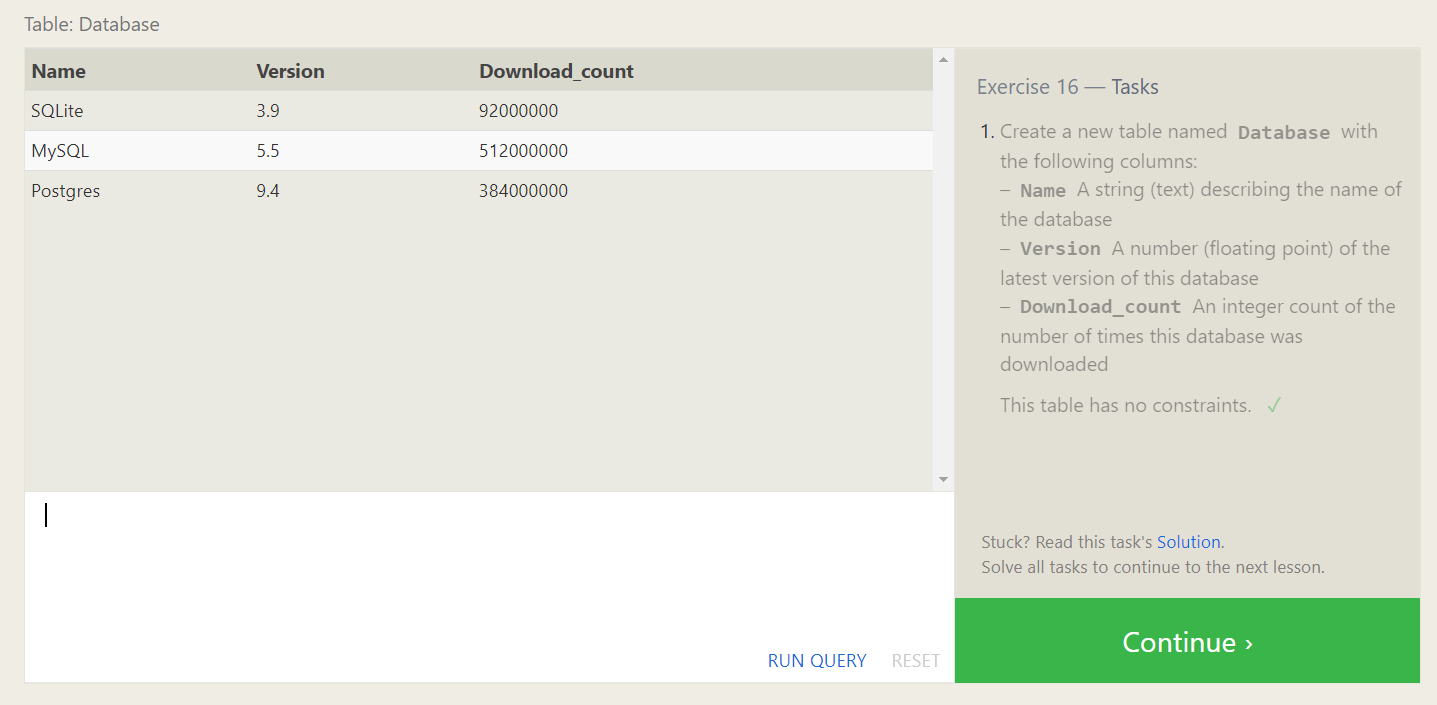 Table: Database
Name Version Download_count
SQLite 3.9 92000000
MySQL 5.5 512000000
Postgres 9.4 384000000
RUN QUERY RESET
Exercise 16 — Tasks
1. Create a new table named Database with
the following columns:
– Name A string (text) describing the name of
the database
– Version A number (floating point) of the
latest version of this database
– Download_count An integer count of the
number of times this database was
downloaded
This table has no constraints. ✓
Stuck? Read this task's Solution.
Solve all tasks to continue to the next lesson.
Continue ›